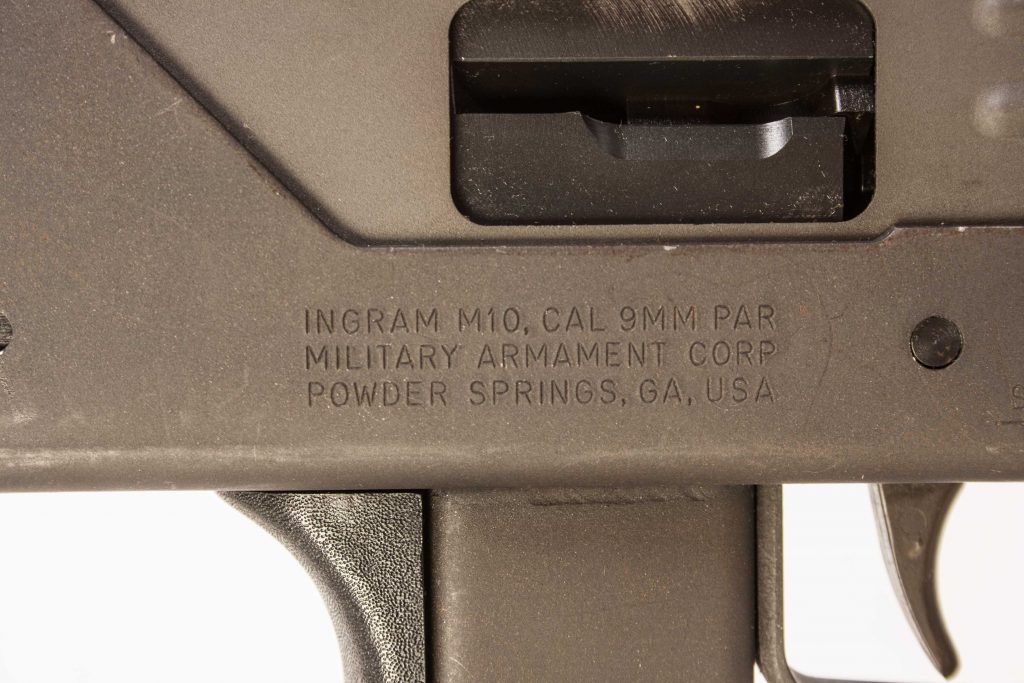 INGRAM M10, CAL 9MM PAR
MILITARY ARMAMENT CORP
POWDER SPRINGS, GA, USA